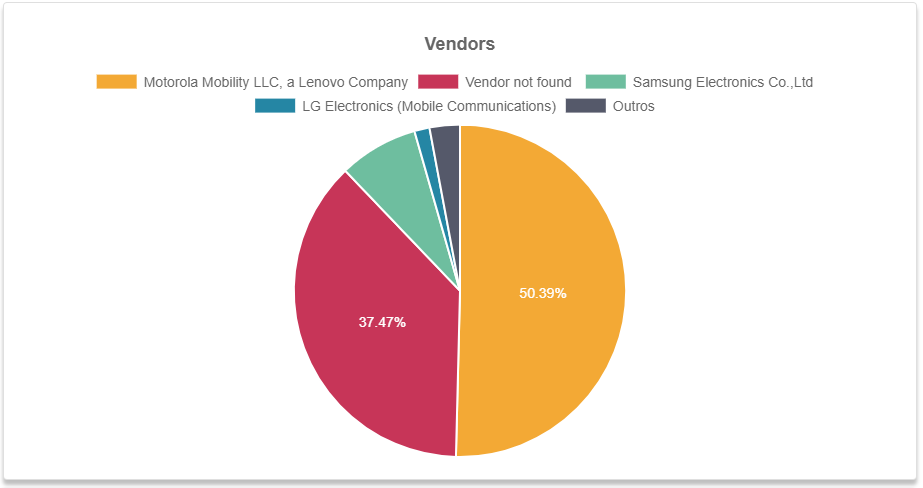 Vendors
Motorola Mobility LLC, a Lenovo Company Vendor not found Samsung Electronics Co.,Ltd
LG Electronics (Mobile Communications) Outros
50.39%
37.47%